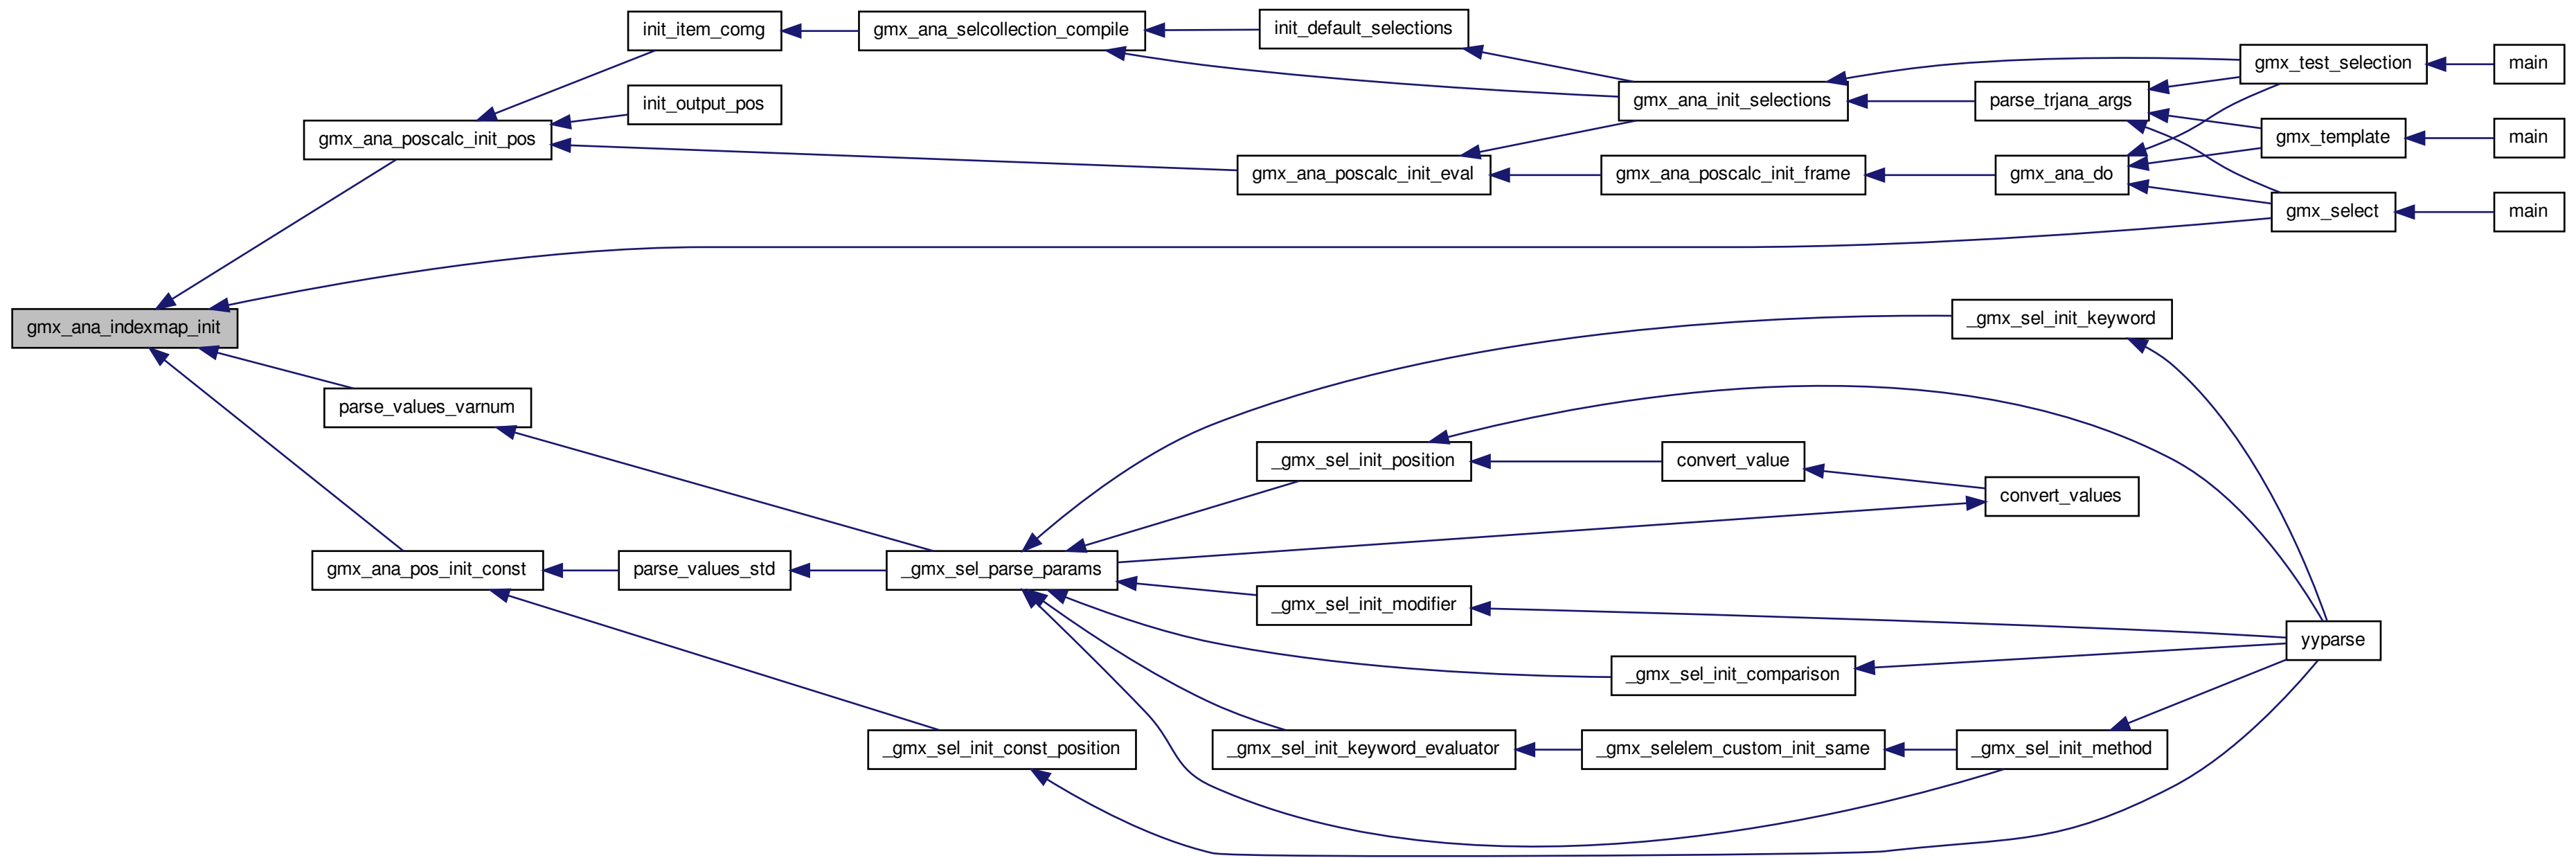 init_item_comg
gmx_ana_selcollection_compile
init_default_selections
gmx_test_selection
main
init_output_pos
gmx_ana_init_selections
parse_trjana_args
gmx_ana_poscalc_init_pos
gmx_template
main
gmx_ana_poscalc_init_eval
gmx_ana_poscalc_init_frame
gmx_ana_do
gmx_select
main
gmx_ana_indexmap_init
_gmx_sel_init_keyword
parse_values_varnum
_gmx_sel_init_position
convert_value
convert_values
gmx_ana_pos_init_const
parse_values_std
_gmx_sel_parse_params
_gmx_sel_init_modifier
yyparse
_gmx_sel_init_comparison
_gmx_sel_init_const_position
_gmx_sel_init_keyword_evaluator
_gmx_selelem_custom_init_same
_gmx_sel_init_method